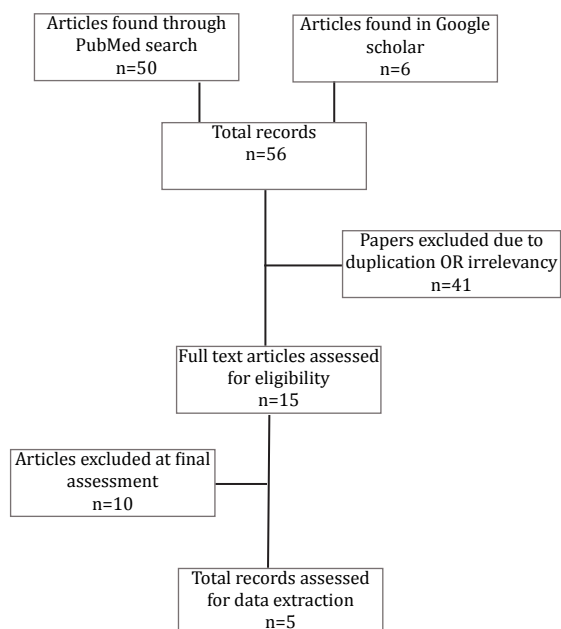 Articles found through
PubMed search
n=50
Articles found in Google
scholar
n=6
Total records
n=56
Papers excluded due to
duplication OR irrelevancy
n=41
Full text articles assessed
for eligibility
n=15
Articles excluded at final
assessment
n=10
Total records assessed
for data extraction
n=5